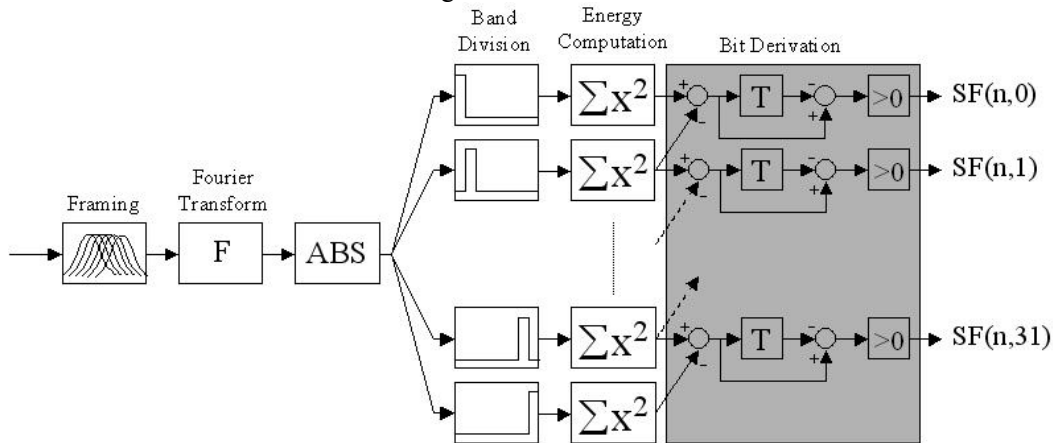 Band
Division
Energy
Computation
Bit Derivation
∑x²
+
-
T
-
+
>0
SF(n,0)
∑x²
+
-
T
-
+
>0
SF(n,1)
Framing
Fourier
Transform
F
ABS
∑x²
+
-
T
-
+
>0
SF(n,31)
∑x²